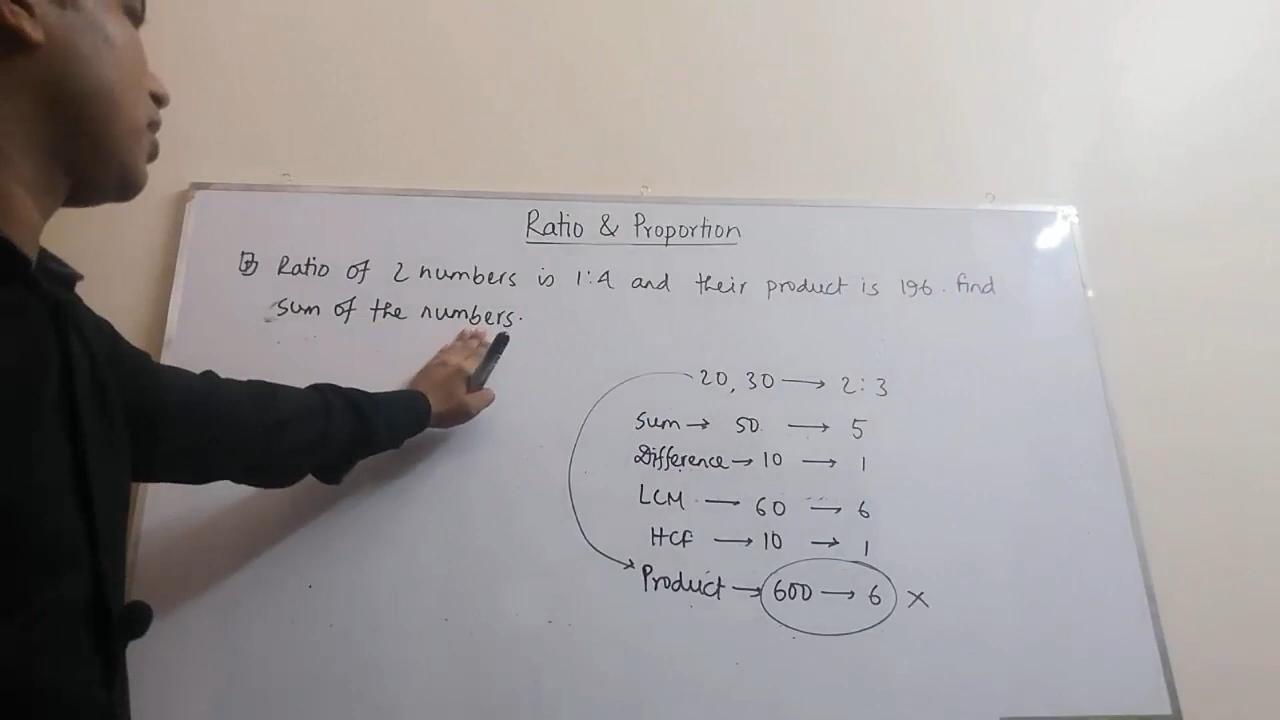 Ratio & Proportion
Ratio of 2 numbers is 1:4 and their product is 196. find
sum of the numbers.
20, 30 → 2:3
Sum → 50 → 5
Difference → 10 → 1
LCM → 60 → 6
HCF → 10 → 1
Product → 600 → 6 ×